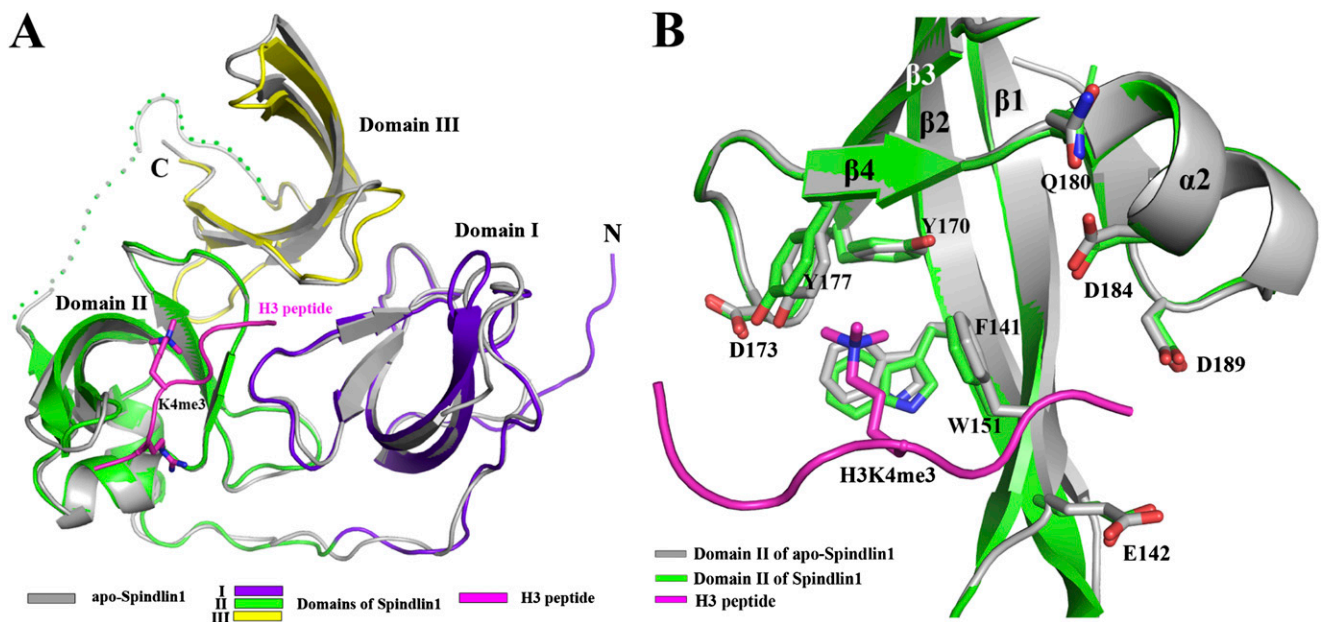 A
Domain III
C
Domain I
N
Domain II
H3 peptide
K4me3
apo-Spindlin1
I
II
III
Domains of Spindlin1
H3 peptide
B
β3
β1
β2
β4
Q180
α2
Y170
Y177
D184
D173
F141
D189
W151
H3K4me3
E142
Domain II of apo-Spindlin1
Domain II of Spindlin1
H3 peptide